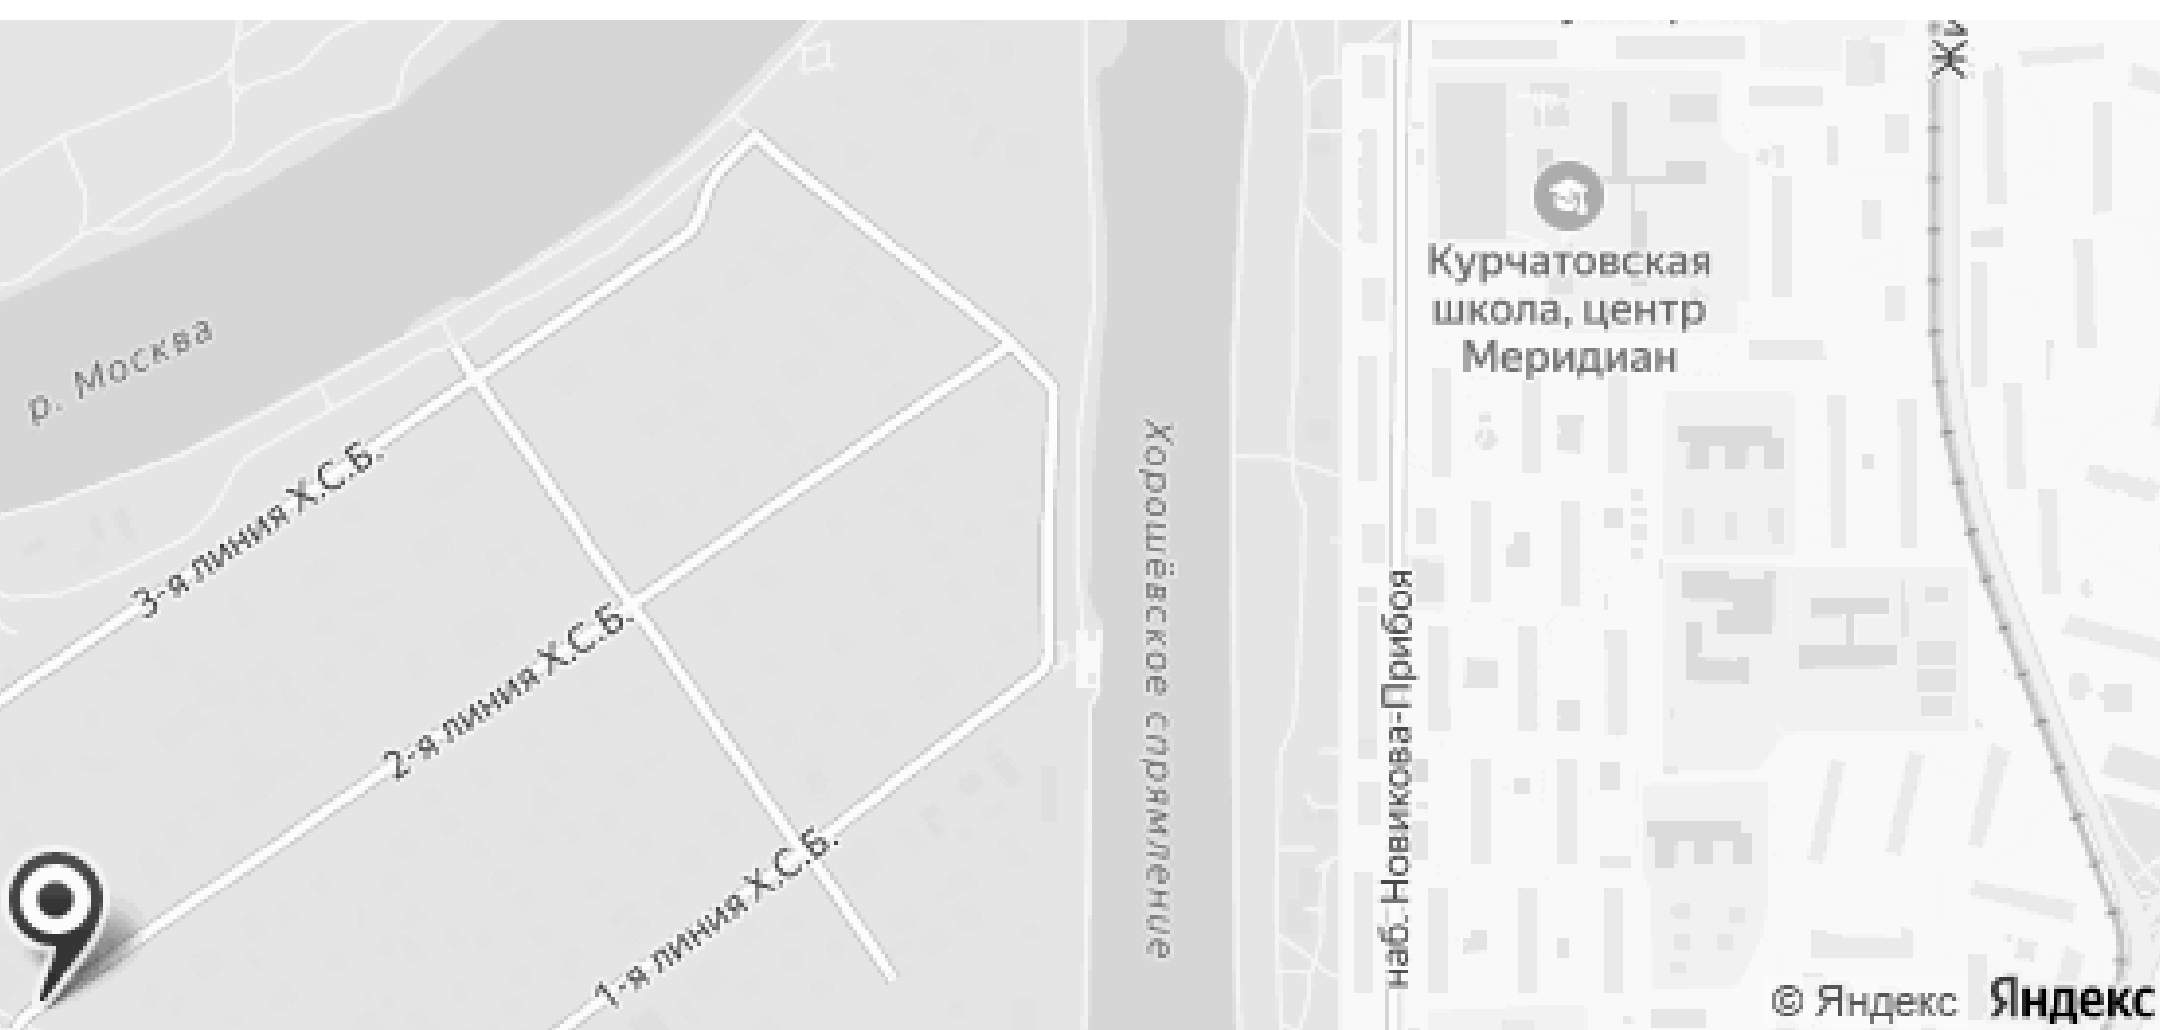 Курчатовская
школа, центр
Меридиан
р. Москва
3-я линия Х.С.Б.
2-я линия Х.С.Б.
1-я линия Х.С.Б.
Хорошёвское спрямление
наб. Новикова-Прибоя
© Яндекс Яндекс